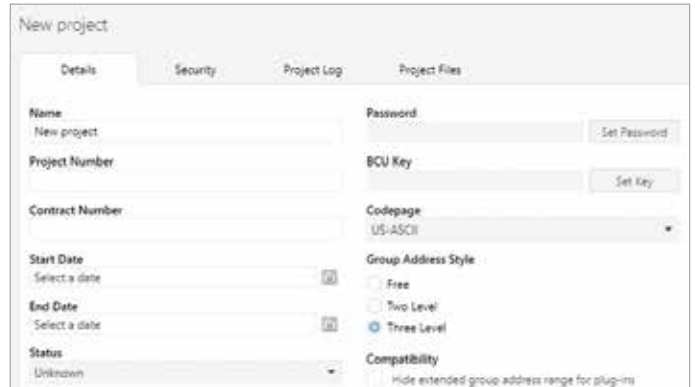 New project
Details Security Project Log Project Files
Name
New project
Project Number
Contract Number
Start Date
Select a date
End Date
Select a date
Status
Unknown
Password
Set Password
BCU Key
Set Key
Codepage
US-ASCII
Group Address Style
Free
Two Level
Three Level
Compatibility
Hide extended group address range for plug-ins